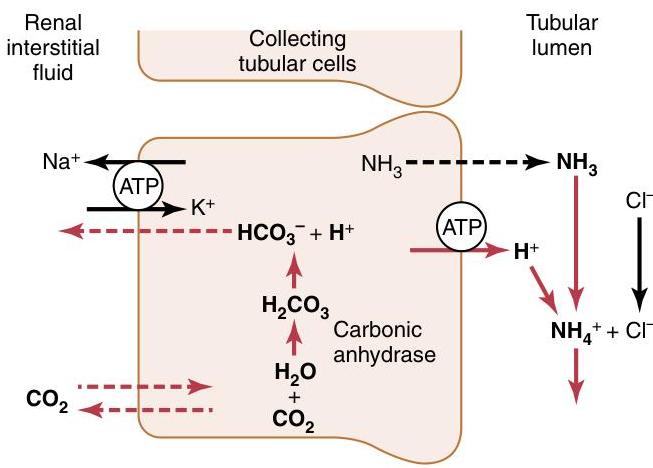 Renal
interstitial
fluid
Collecting
tubular cells
Tubular
lumen
Na⁺
ATP
K⁺
NH₃
NH₃
Cl⁻
HCO₃⁻ + H⁺
ATP
H⁺
H₂CO₃
Carbonic
anhydrase
NH₄⁺ + Cl⁻
H₂O
+
CO₂
CO₂